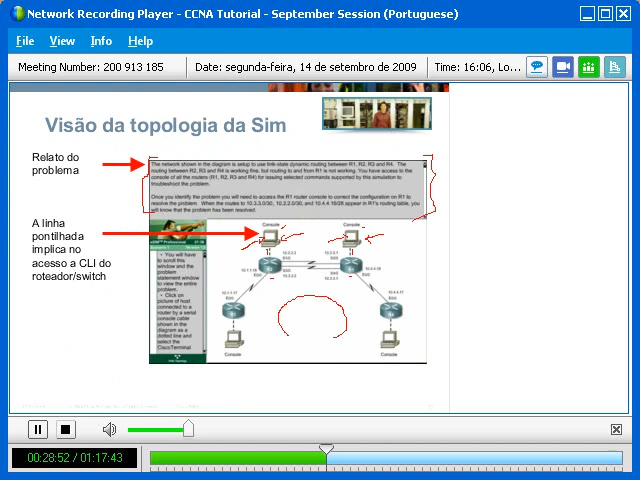 Network Recording Player - CCNA Tutorial - September Session (Portuguese)
File View Info Help
Meeting Number: 200 913 185
Date: segunda-feira, 14 de setembro de 2009
Time: 16:06, Lo...
Visão da topologia da Sim
Relato do
problema
The network shown in the diagram is setup to use link-state dynamic routing between R1, R2, R3 and R4. The
routing between R2, R3 and R4 is working fine, but routing to and from R1 is not working. You have access to the
console of all the routers (R1, R2, R3 and R4) for issuing selected commands supported by this simulation to
troubleshoot the problem.
Once you identify the problem you will need to access the R1 router console to correct the configuration on R1 to
resolve the problem. When the routes to 10.3.3.0/30, 10.2.2.0/30, and 10.4.4.16/28 appear in R1's routing table, you
will know that the problem has been resolved.
A linha
pontilhada
implica no
acesso a CLI do
roteador/switch
Console
Console
• You will have
to scroll this
window and the
problem
statement window
to view the entire
problem.
• Click on
picture of host
connected to a
router by a serial
console cable
shown in the
diagram as a
dotted line and
select the
CiscoTerminal
R4
Console
Console
00:28:52 / 01:17:43